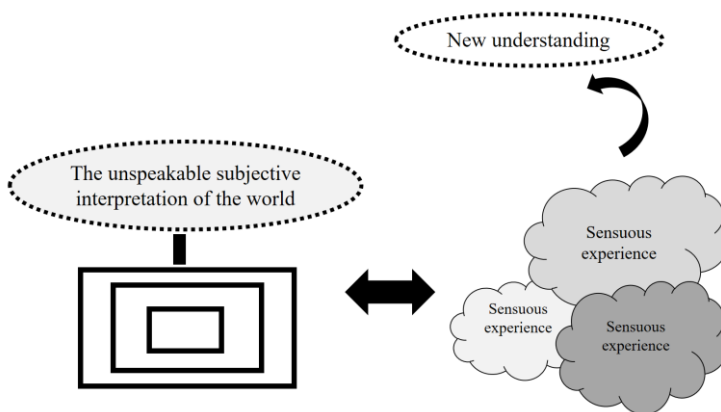 New understanding
The unspeakable subjective
interpretation of the world
Sensuous
experience
Sensuous
experience
Sensuous
experience